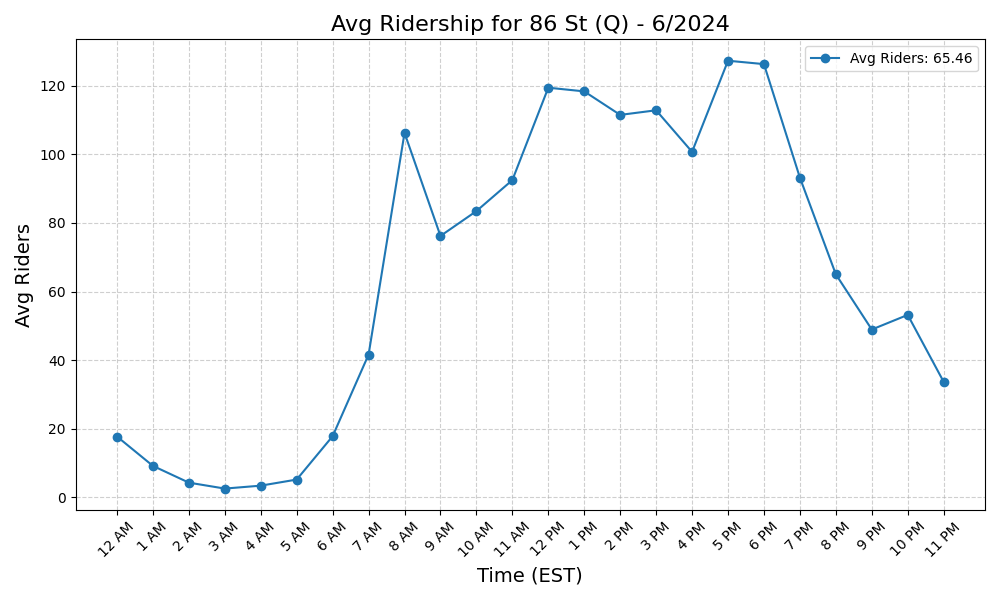 Avg Ridership for 86 St (Q) - 6/2024
Avg Riders: 65.46
Avg Riders
120
100
80
60
40
20
0
12 AM
1 AM
2 AM
3 AM
4 AM
5 AM
6 AM
7 AM
8 AM
9 AM
10 AM
11 AM
12 PM
1 PM
2 PM
3 PM
4 PM
5 PM
6 PM
7 PM
8 PM
9 PM
10 PM
11 PM
Time (EST)